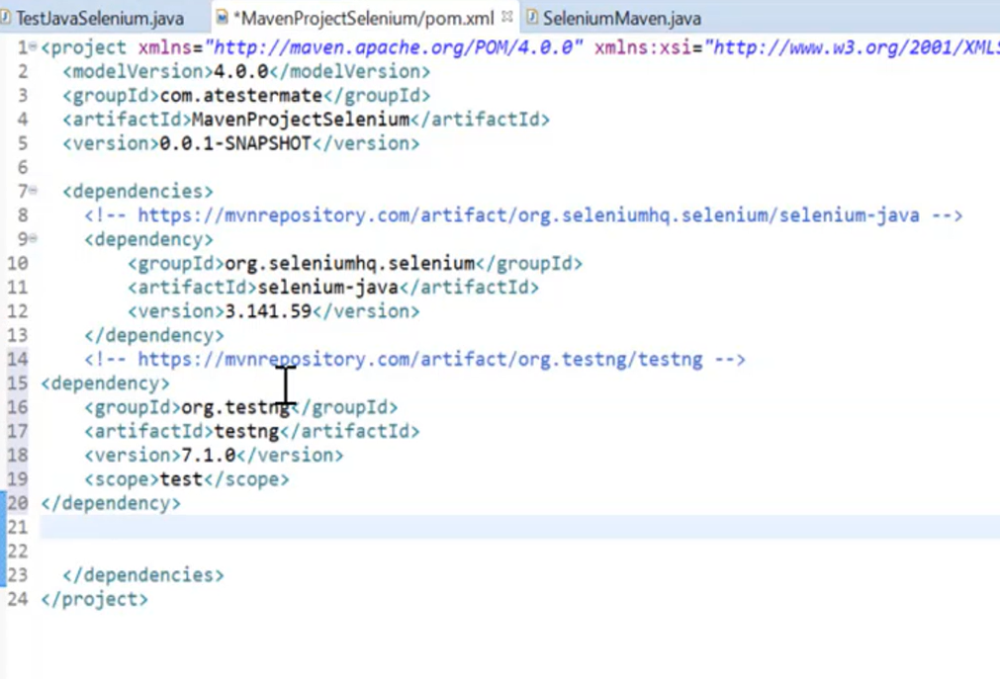 TestJavaSelenium.java *MavenProjectSelenium/pom.xml SeleniumMaven.java
1 <project xmlns="http://maven.apache.org/POM/4.0.0" xmlns:xsi="http://www.w3.org/2001/XMLS
2 <modelVersion>4.0.0</modelVersion>
3 <groupId>com.atestermate</groupId>
4 <artifactId>MavenProjectSelenium</artifactId>
5 <version>0.0.1-SNAPSHOT</version>
6
7 <dependencies>
8 <!-- https://mvnrepository.com/artifact/org.seleniumhq.selenium/selenium-java -->
9 <dependency>
10 <groupId>org.seleniumhq.selenium</groupId>
11 <artifactId>selenium-java</artifactId>
12 <version>3.141.59</version>
13 </dependency>
14 <!-- https://mvnrepository.com/artifact/org.testng/testng -->
15 <dependency>
16 <groupId>org.testng</groupId>
17 <artifactId>testng</artifactId>
18 <version>7.1.0</version>
19 <scope>test</scope>
20 </dependency>
21
22
23 </dependencies>
24 </project>